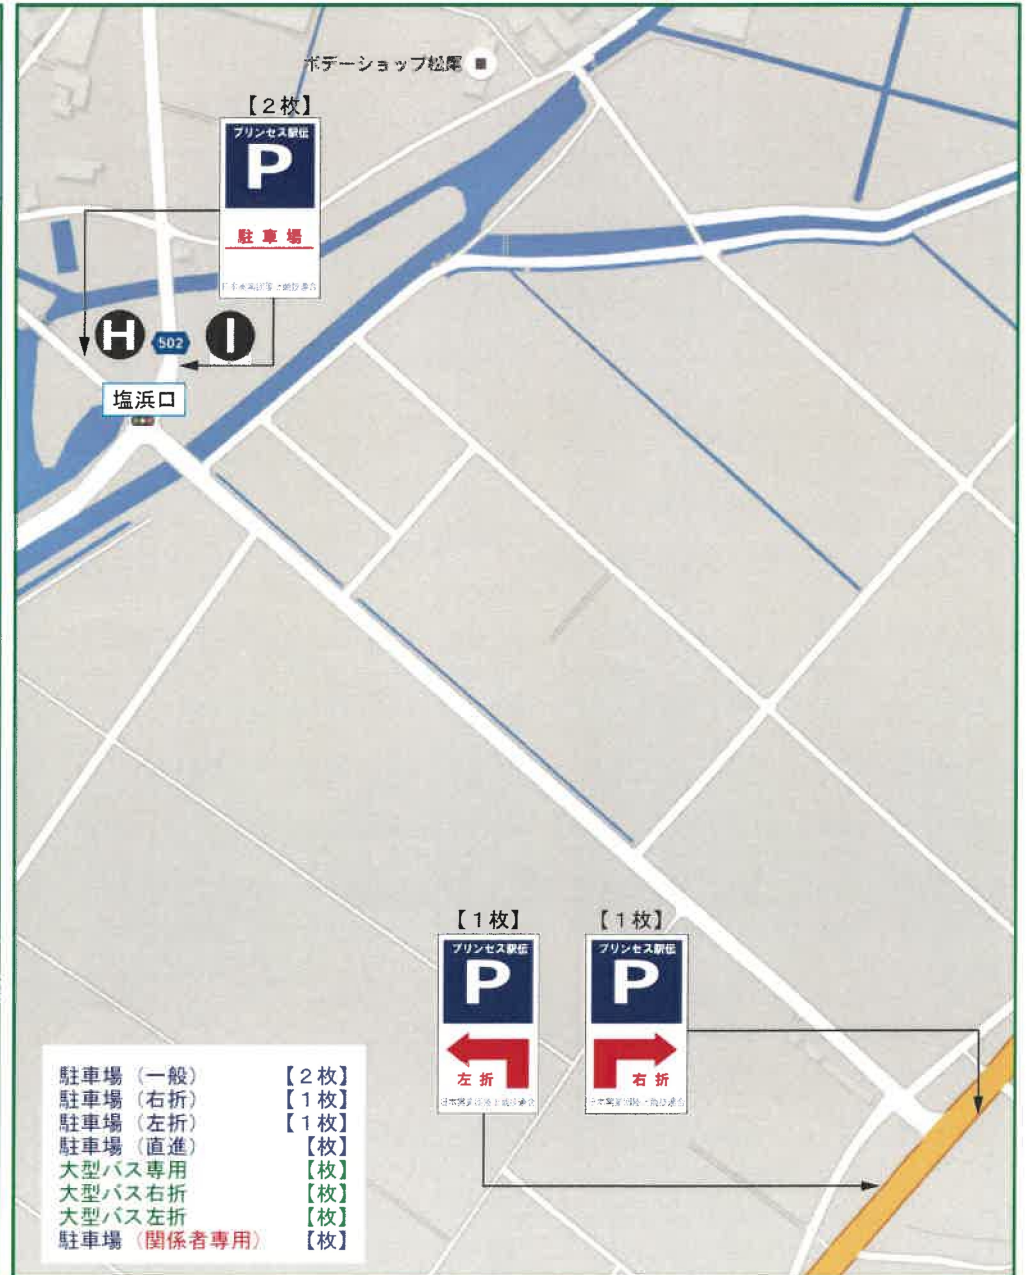 ボデーショップ松尾
【2枚】
プリンセス駅伝
P
駐車場
H
502
I
塩浜口
【1枚】
プリンセス駅伝
P
左折
【1枚】
プリンセス駅伝
P
右折
駐車場（一般） 【2枚】
駐車場（右折） 【1枚】
駐車場（左折） 【1枚】
駐車場（直進） 【枚】
大型バス専用 【枚】
大型バス右折 【枚】
大型バス左折 【枚】
駐車場（関係者専用） 【枚】